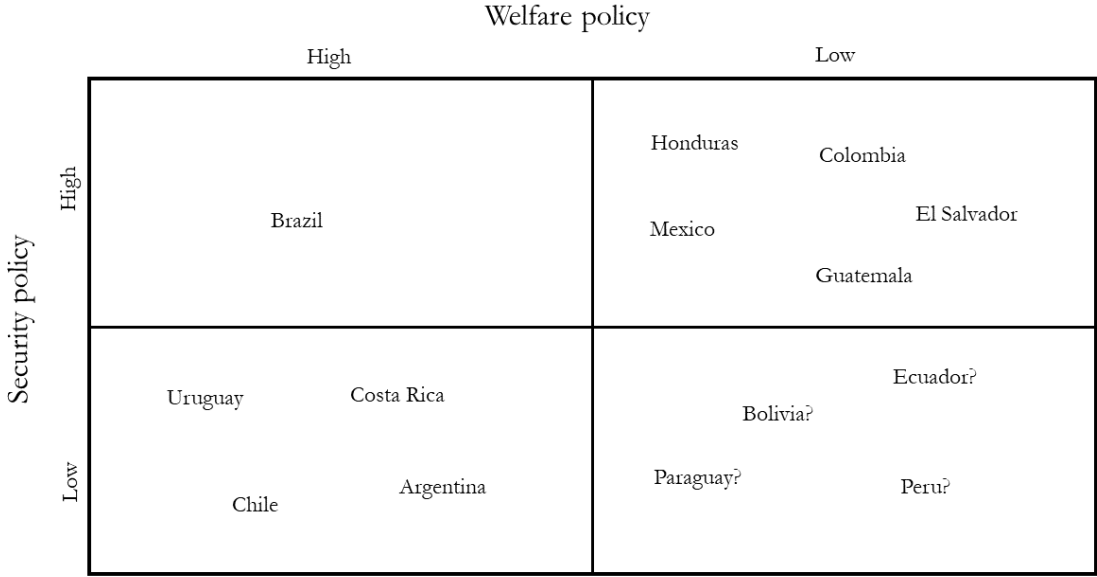 Welfare policy
High
Low
Security policy
High
Honduras
Colombia
Brazil
Mexico
El Salvador
Guatemala
Low
Uruguay
Costa Rica
Chile
Argentina
Ecuador?
Bolivia?
Paraguay?
Peru?